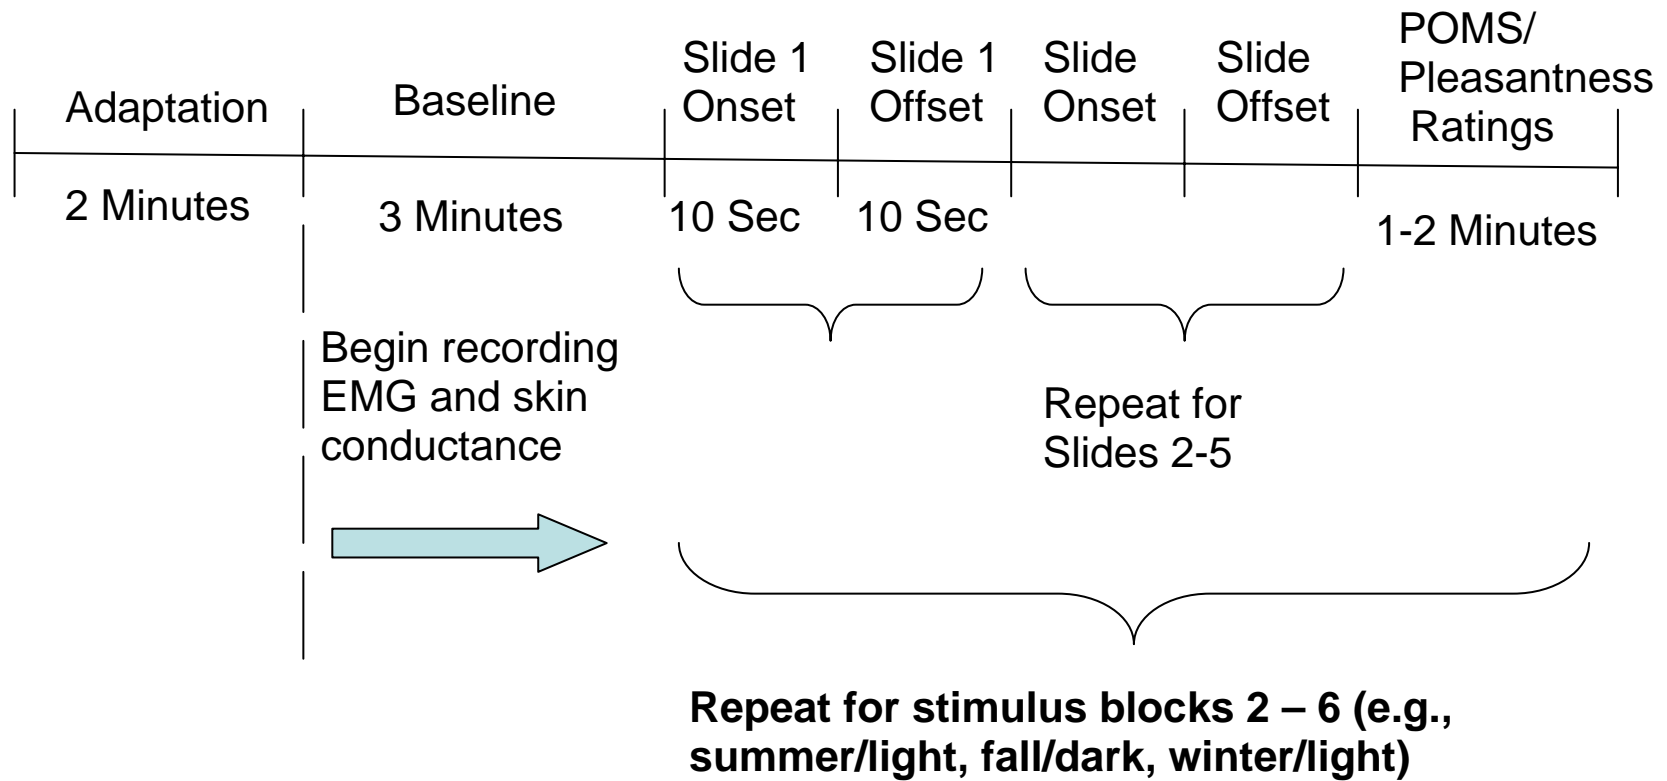 Adaptation
Baseline
Slide 1
Onset
Slide 1
Offset
Slide
Onset
Slide
Offset
POMS/
Pleasantness
Ratings
2 Minutes
3 Minutes
10 Sec
10 Sec
1-2 Minutes
Begin recording
EMG and skin
conductance
Repeat for
Slides 2-5
Repeat for stimulus blocks 2 – 6 (e.g.,
summer/light, fall/dark, winter/light)